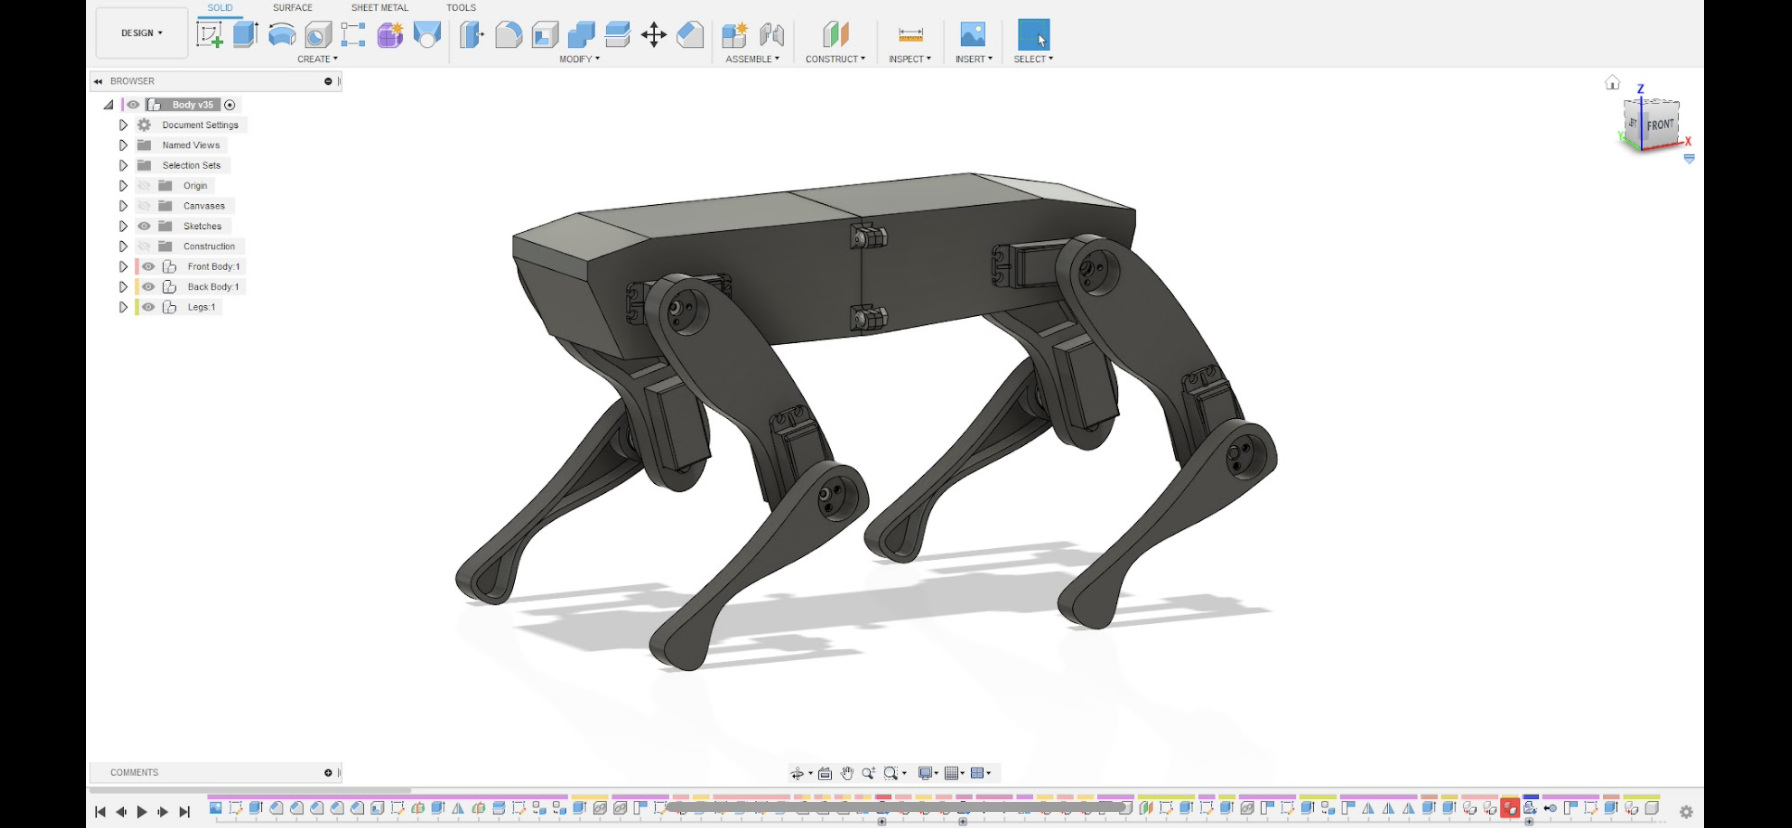 SOLID SURFACE SHEET METAL TOOLS
DESIGN
CREATE MODIFY ASSEMBLE CONSTRUCT INSPECT INSERT SELECT
BROWSER
Body v35
Document Settings
Named Views
Selection Sets
Origin
Canvases
Sketches
Construction
Front Body:1
Back Body:1
Legs:1
Z
FRONT
Y
X
COMMENTS